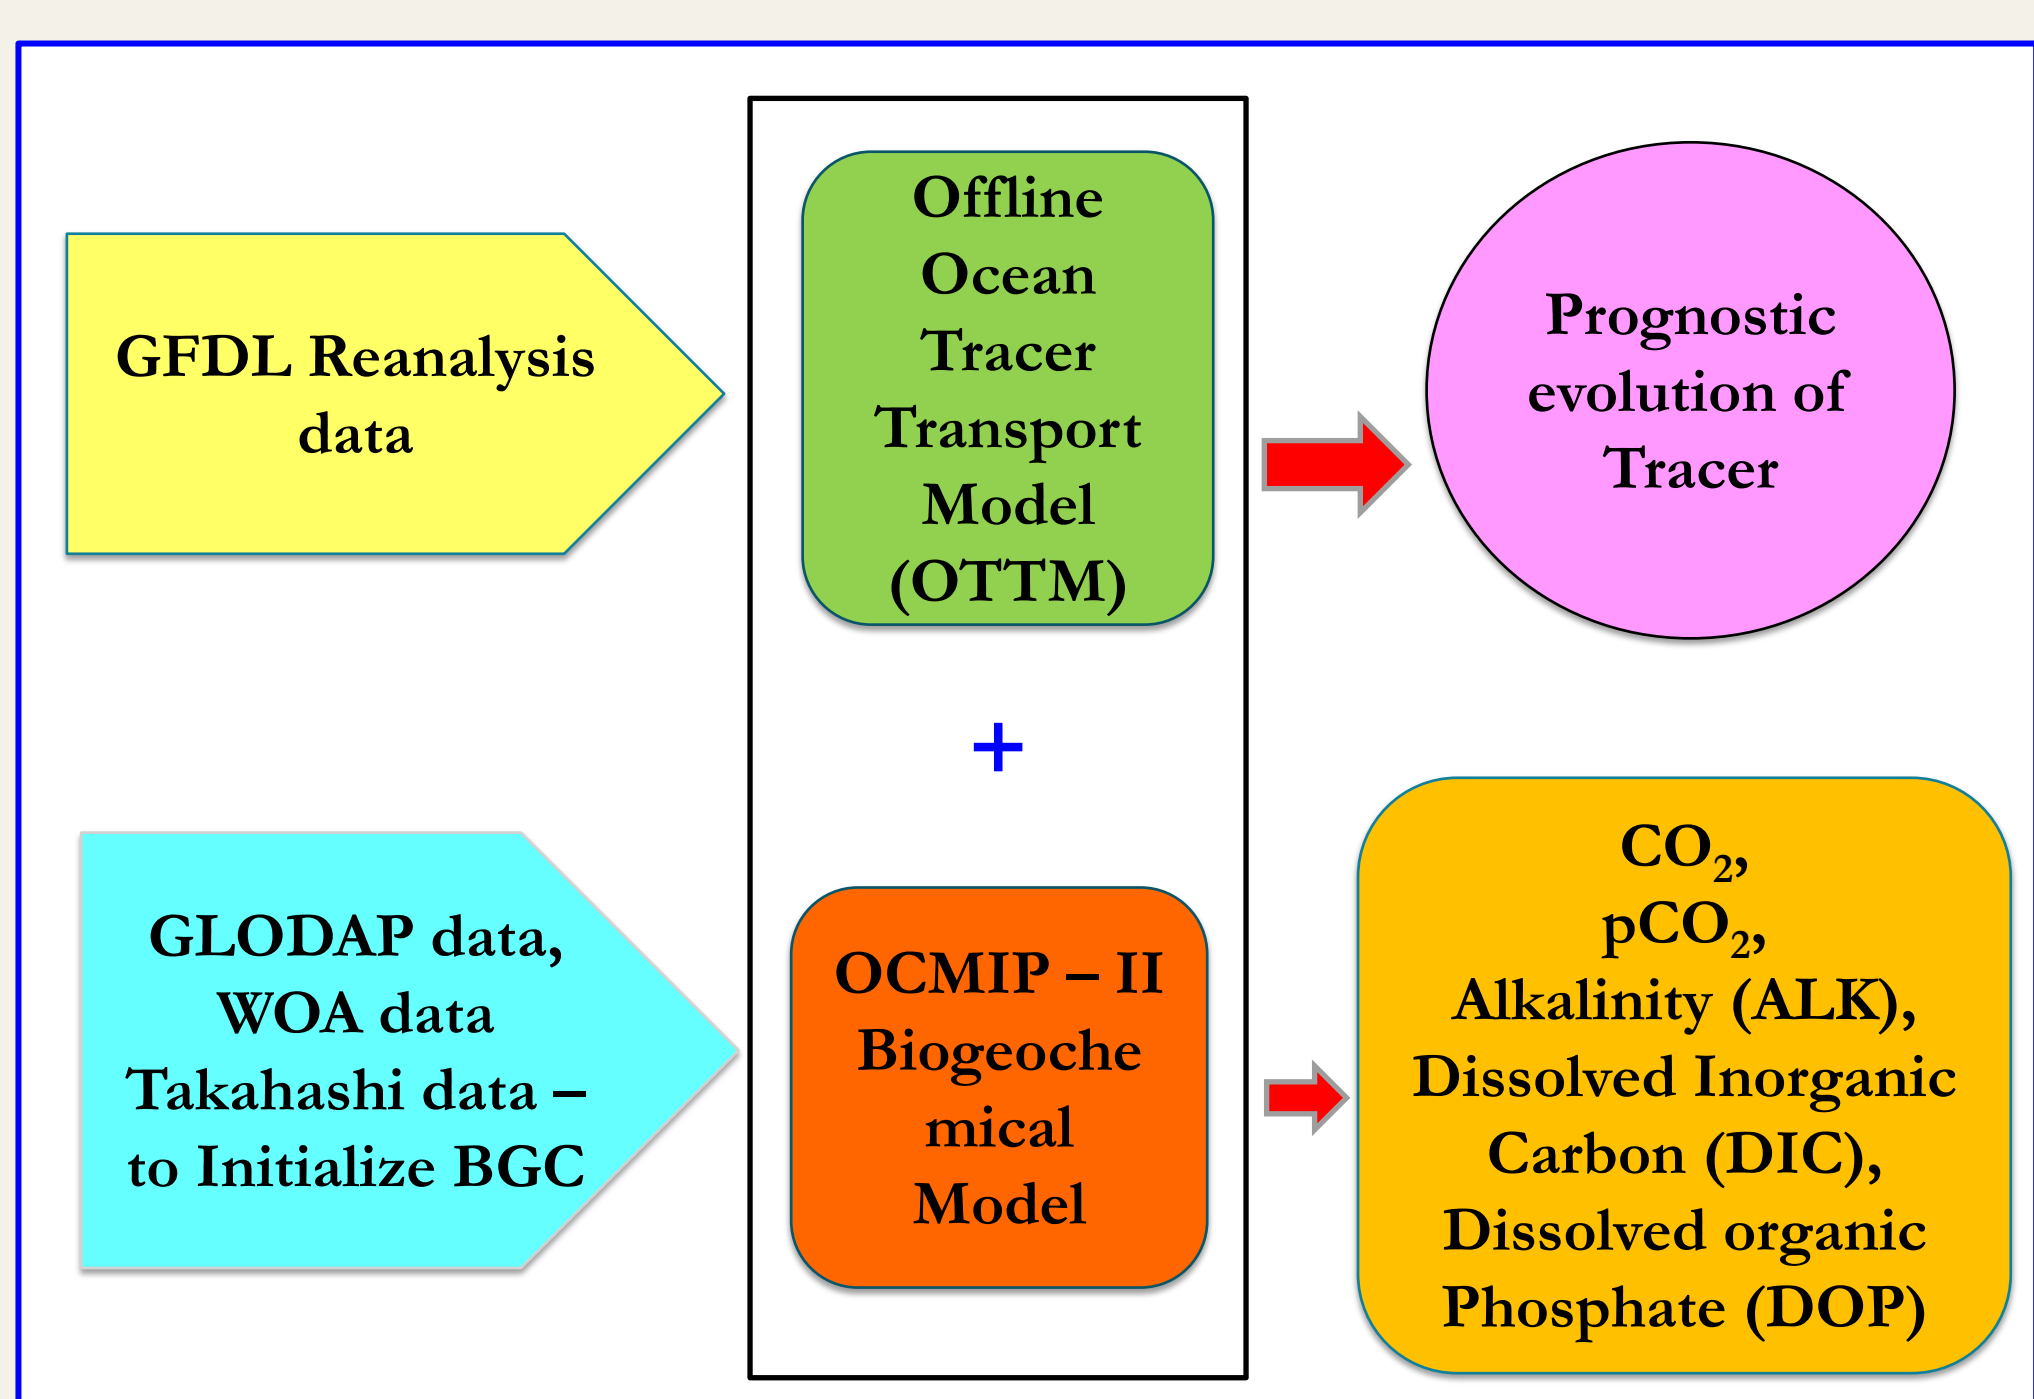 GFDL Reanalysis
data
Offline
Ocean
Tracer
Transport
Model
(OTTM)
Prognostic
evolution of
Tracer
+
GLODAP data,
WOA data
Takahashi data –
to Initialize BGC
OCMIP – II
Biogeoche
mical
Model
CO₂,
pCO₂,
Alkalinity (ALK),
Dissolved Inorganic
Carbon (DIC),
Dissolved organic
Phosphate (DOP)